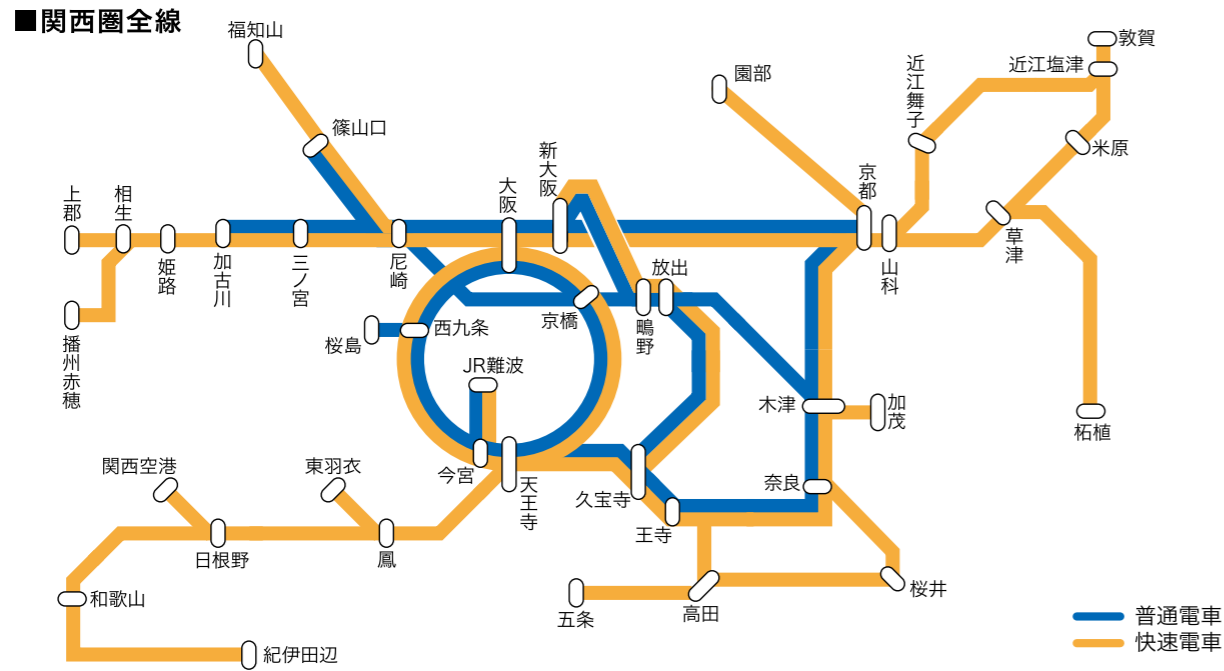 ■関西圏全線
福知山
篠山口
新大阪
大阪
園部
京都
近江舞子
近江塩津
敦賀
米原
上郡
相生
姫路
加古川
三ノ宮
尼崎
山科
草津
播州赤穂
桜島
西九条
京橋
鴫野
放出
JR難波
木津
加茂
柘植
関西空港
東羽衣
今宮
天王寺
久宝寺
王寺
奈良
日根野
鳳
和歌山
五条
高田
桜井
紀伊田辺
普通電車
快速電車